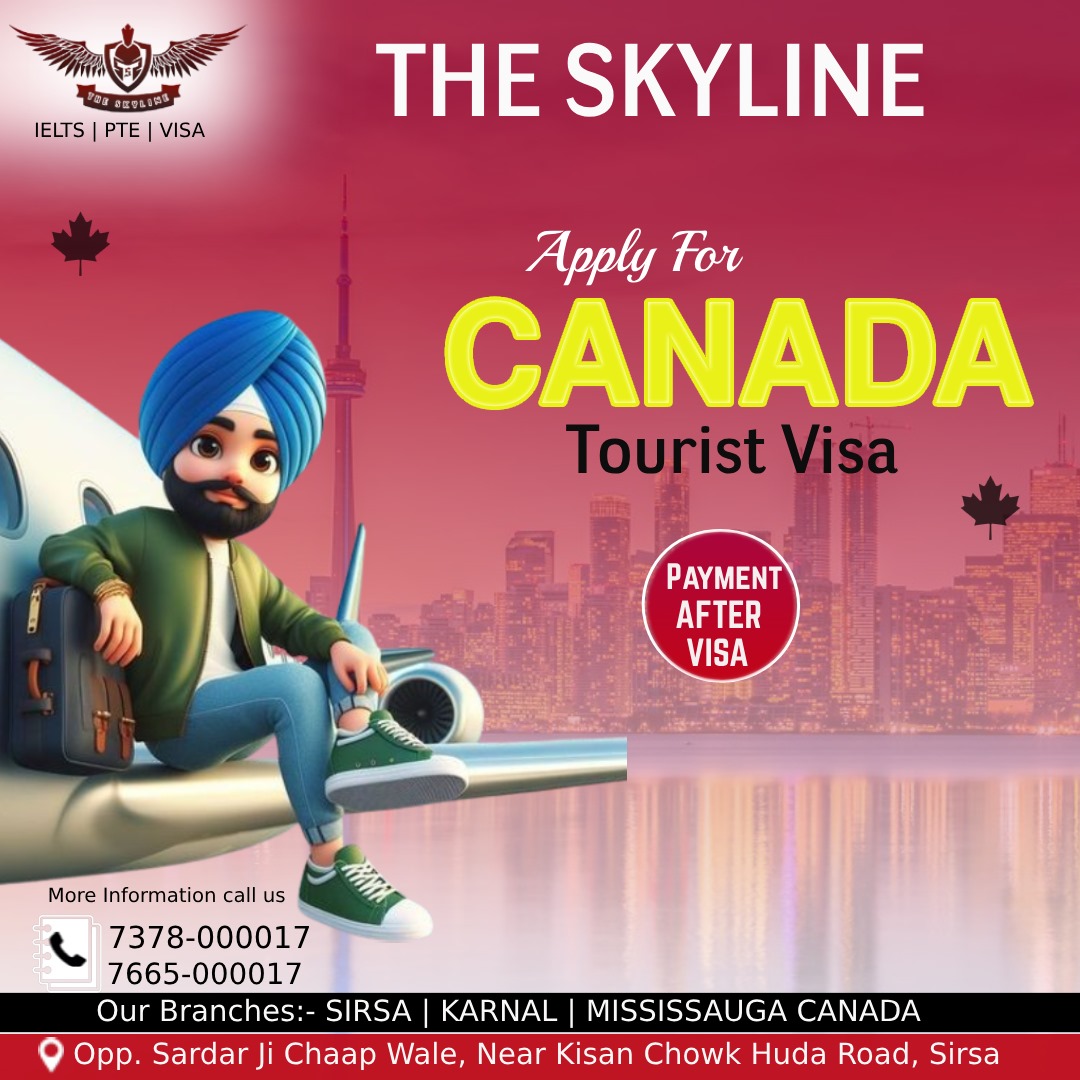 THE SKYLINE
IELTS | PTE | VISA
THE SKYLINE
Apply For
CANADA
Tourist Visa
PAYMENT
AFTER
VISA
More Information call us
7378-000017
7665-000017
Our Branches:- SIRSA | KARNAL | MISSISSAUGA CANADA
Opp. Sardar Ji Chaap Wale, Near Kisan Chowk Huda Road, Sirsa